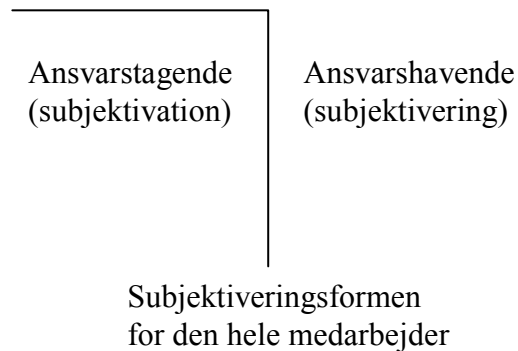 Ansvarstagende
(subjektivation)
Ansvarshavende
(subjektivering)
Subjektiveringsformen
for den hele medarbejder